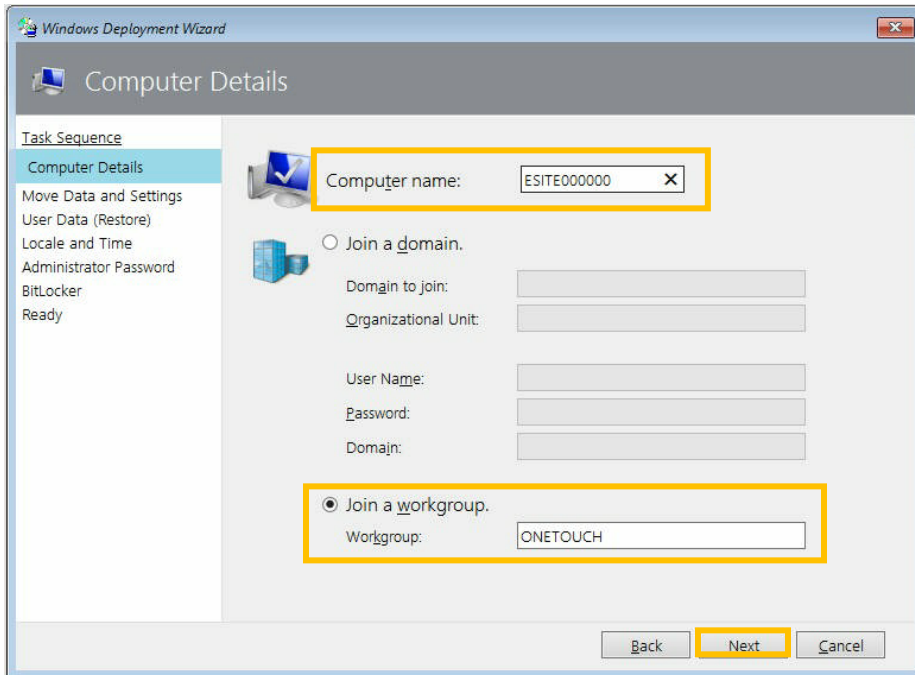 Windows Deployment Wizard
Computer Details
Task Sequence
Computer Details
Move Data and Settings
User Data (Restore)
Locale and Time
Administrator Password
BitLocker
Ready
Computer name: ESITE000000
Join a domain.
Domain to join:
Organizational Unit:
User Name:
Password:
Domain:
Join a workgroup.
Workgroup: ONETOUCH
Back Next Cancel